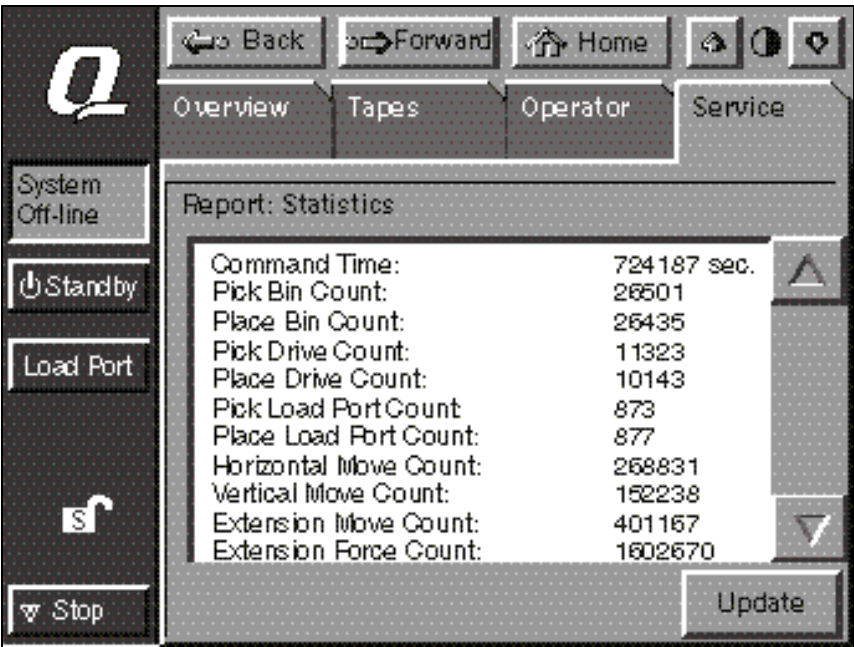 Q
Back Forward Home
Overview Tapes Operator Service
System
Off-line
Report: Statistics
Standby
Load Port
S
Stop
Command Time: 724187 sec.
Pick Bin Count: 26501
Place Bin Count: 26435
Pick Drive Count: 11323
Place Drive Count: 10143
Pick Load Port Count 873
Place Load Port Count: 877
Horizontal Move Count: 268831
Vertical Move Count: 152238
Extension Move Count: 401167
Extension Force Count: 1602670
Update